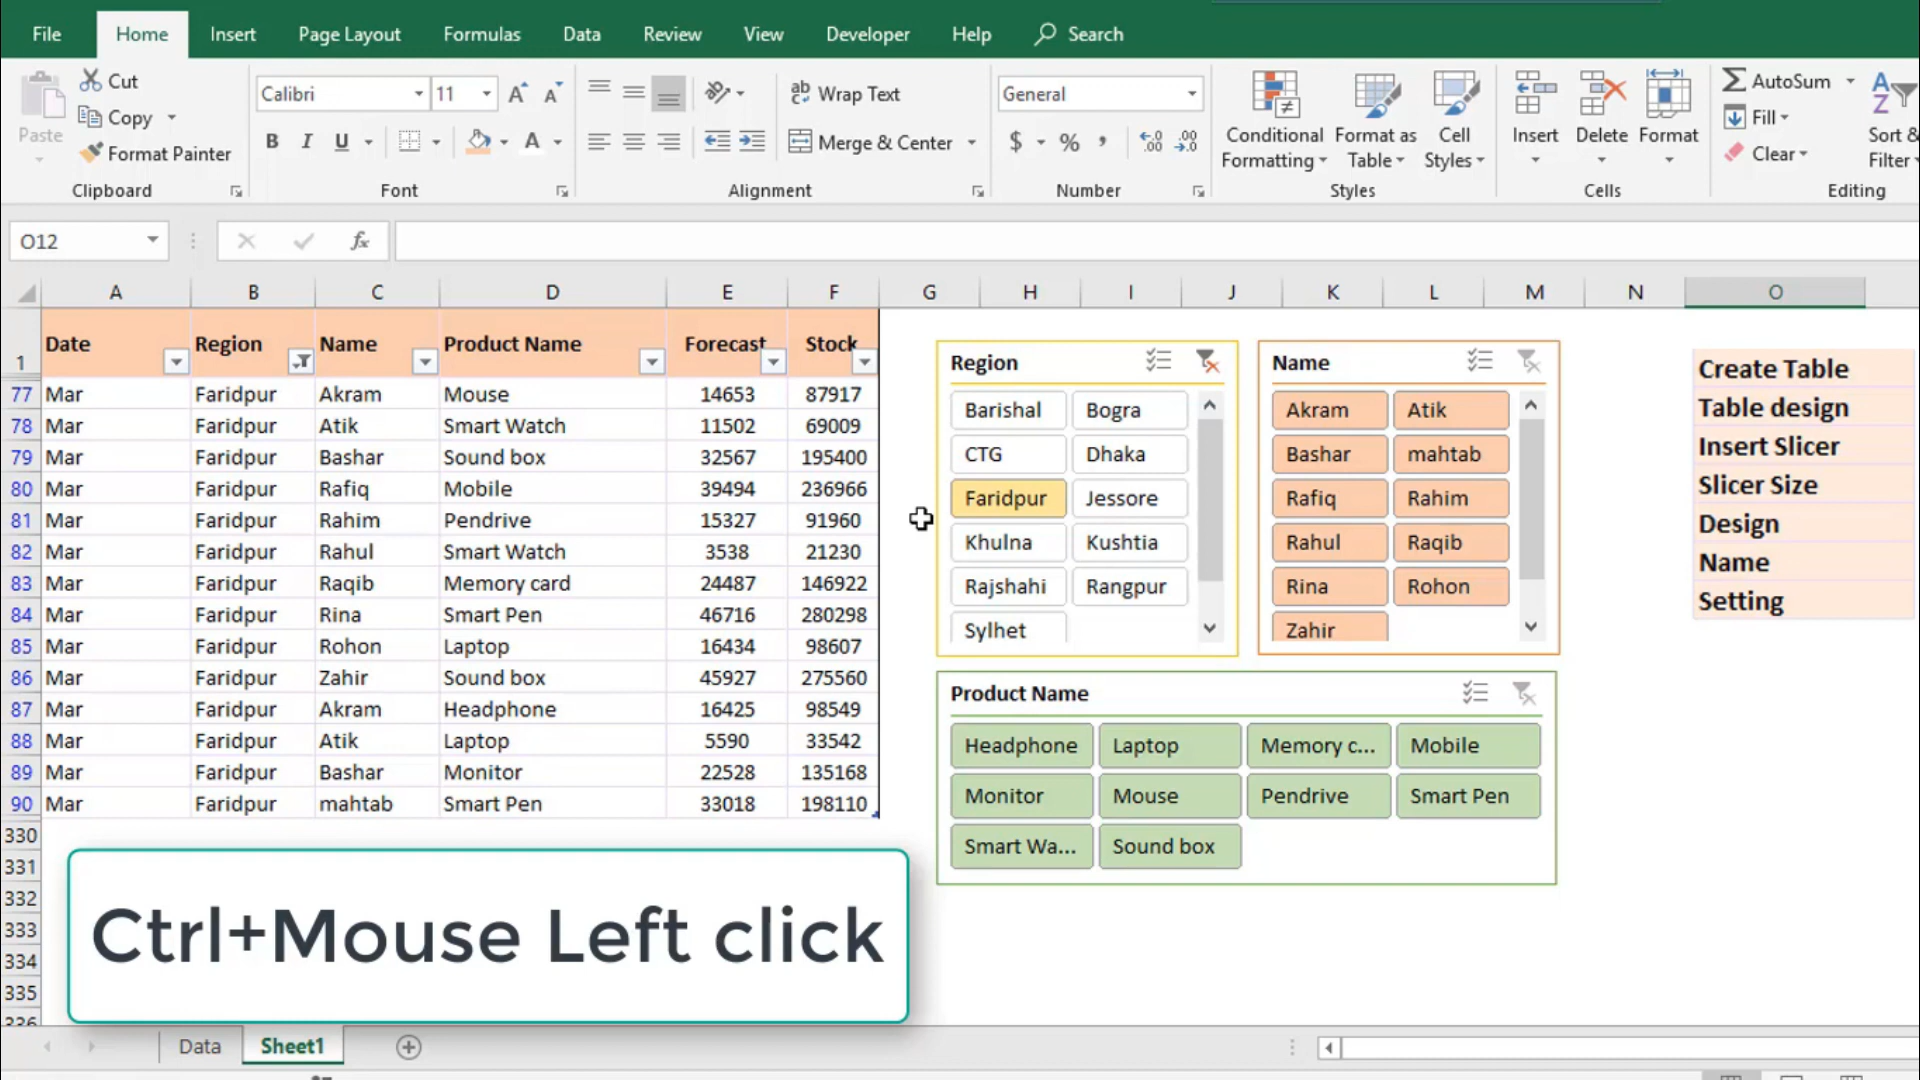 File Home Insert Page Layout Formulas Data Review View Developer Help Search
Cut
Copy
Format Painter
Paste
Clipboard
Calibri 11
B I U
Font
Wrap Text
Merge & Center
Alignment
General
$ % ,
Number
Conditional Formatting
Format as Table
Cell Styles
Styles
Insert Delete Format
Cells
AutoSum
Fill
Clear
Sort & Filter
Editing
O12 fx
A B C D E F G H I J K L M N O
1 Date Region Name Product Name Forecast Stock
77 Mar Faridpur Akram Mouse 14653 87917
78 Mar Faridpur Atik Smart Watch 11502 69009
79 Mar Faridpur Bashar Sound box 32567 195400
80 Mar Faridpur Rafiq Mobile 39494 236966
81 Mar Faridpur Rahim Pendrive 15327 91960
82 Mar Faridpur Rahul Smart Watch 3538 21230
83 Mar Faridpur Raqib Memory card 24487 146922
84 Mar Faridpur Rina Smart Pen 46716 280298
85 Mar Faridpur Rohon Laptop 16434 98607
86 Mar Faridpur Zahir Sound box 45927 275560
87 Mar Faridpur Akram Headphone 16425 98549
88 Mar Faridpur Atik Laptop 5590 33542
89 Mar Faridpur Bashar Monitor 22528 135168
90 Mar Faridpur mahtab Smart Pen 33018 198110
330
331
332
333
334
335
336
Region
Barishal Bogra
CTG Dhaka
Faridpur Jessore
Khulna Kushtia
Rajshahi Rangpur
Sylhet
Name
Akram Atik
Bashar mahtab
Rafiq Rahim
Rahul Raqib
Rina Rohon
Zahir
Product Name
Headphone Laptop Memory c... Mobile
Monitor Mouse Pendrive Smart Pen
Smart Wa... Sound box
Create Table
Table design
Insert Slicer
Slicer Size
Design
Name
Setting
Ctrl+Mouse Left click
Data Sheet1